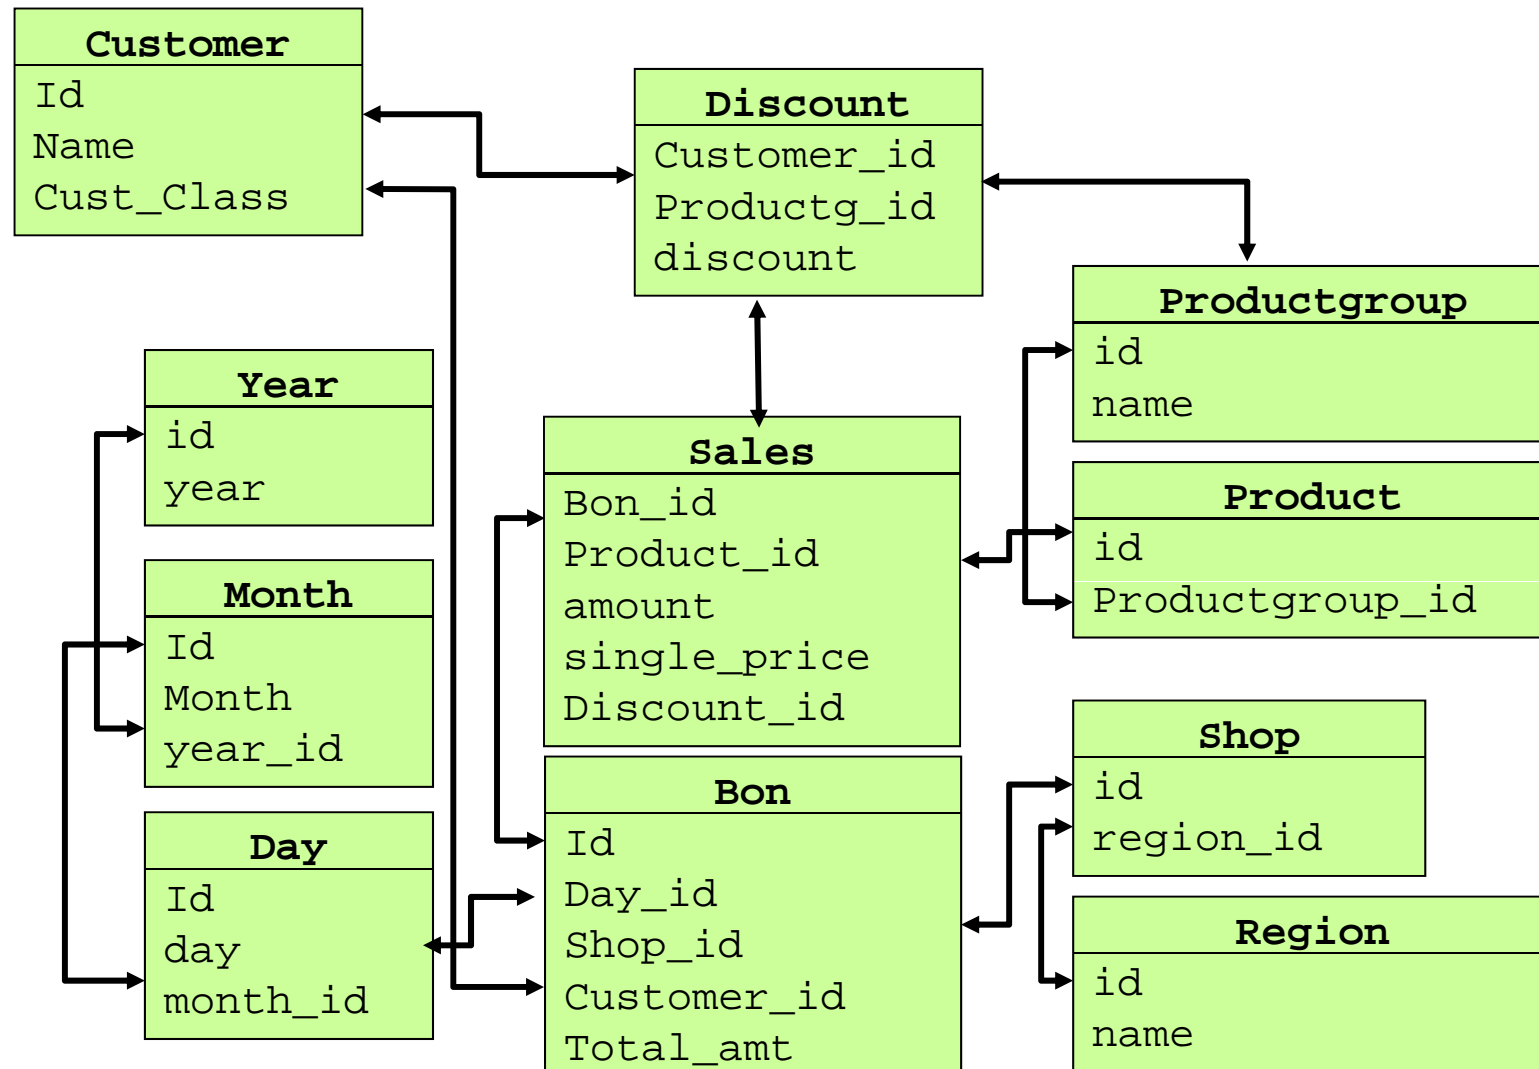 Customer
Id
Name
Cust_Class
Discount
Customer_id
Productg_id
discount
Productgroup
id
name
Year
id
year
Sales
Bon_id
Product_id
amount
single_price
Discount_id
Product
id
Productgroup_id
Month
Id
Month
year_id
Shop
id
region_id
Bon
Id
Day_id
Shop_id
Customer_id
Total_amt
Day
Id
day
month_id
Region
id
name